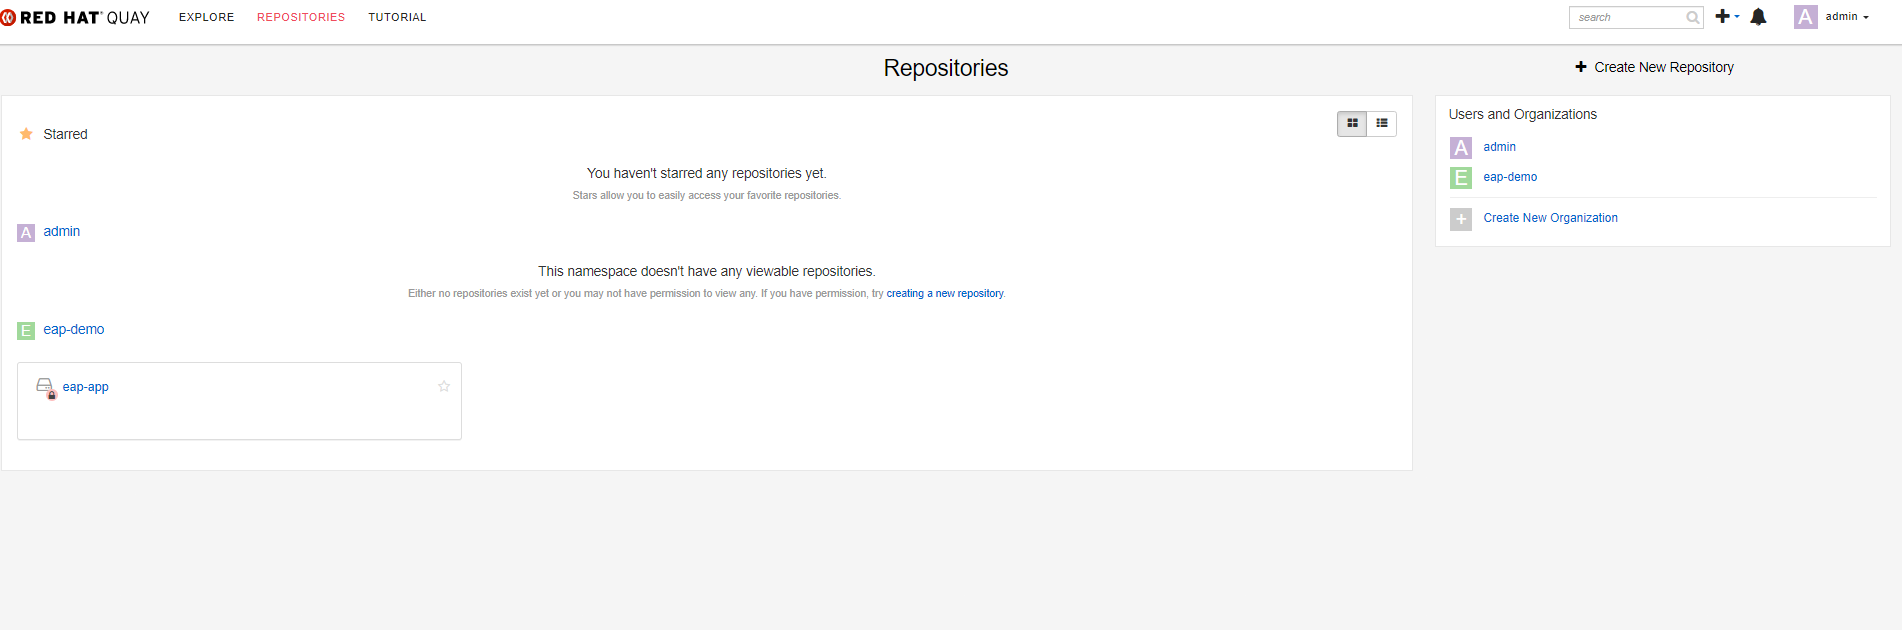 RED HAT QUAY EXPLORE REPOSITORIES TUTORIAL search A admin
Repositories
Create New Repository
Starred
You haven't starred any repositories yet.
Stars allow you to easily access your favorite repositories.
A admin
This namespace doesn't have any viewable repositories.
Either no repositories exist yet or you may not have permission to view any. If you have permission, try creating a new repository.
E eap-demo
eap-app
Users and Organizations
A admin
E eap-demo
Create New Organization